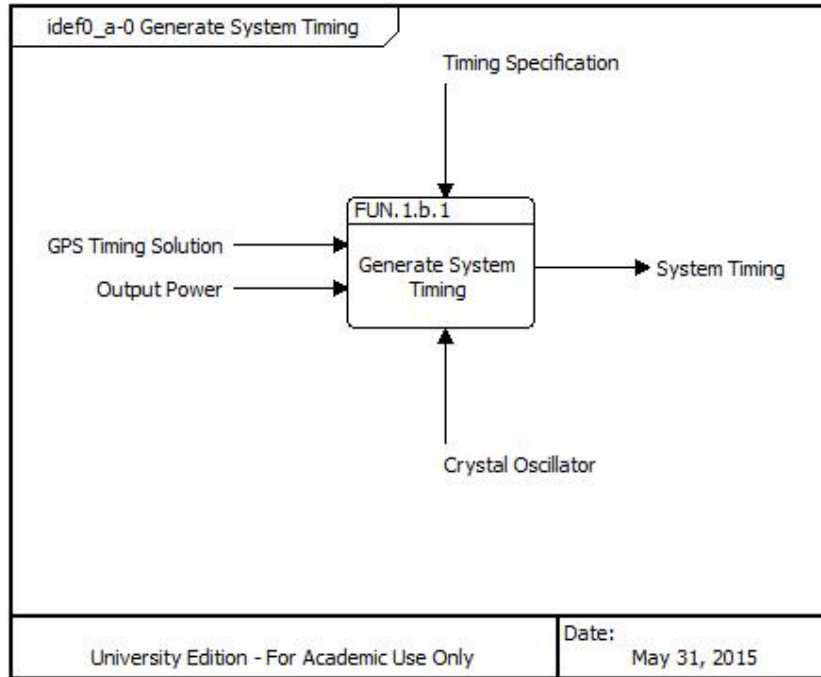 idef0_a-0 Generate System Timing
Timing Specification
FUN.1.b.1
GPS Timing Solution
Output Power
Generate System
Timing
System Timing
Crystal Oscillator
University Edition - For Academic Use Only
Date:
May 31, 2015